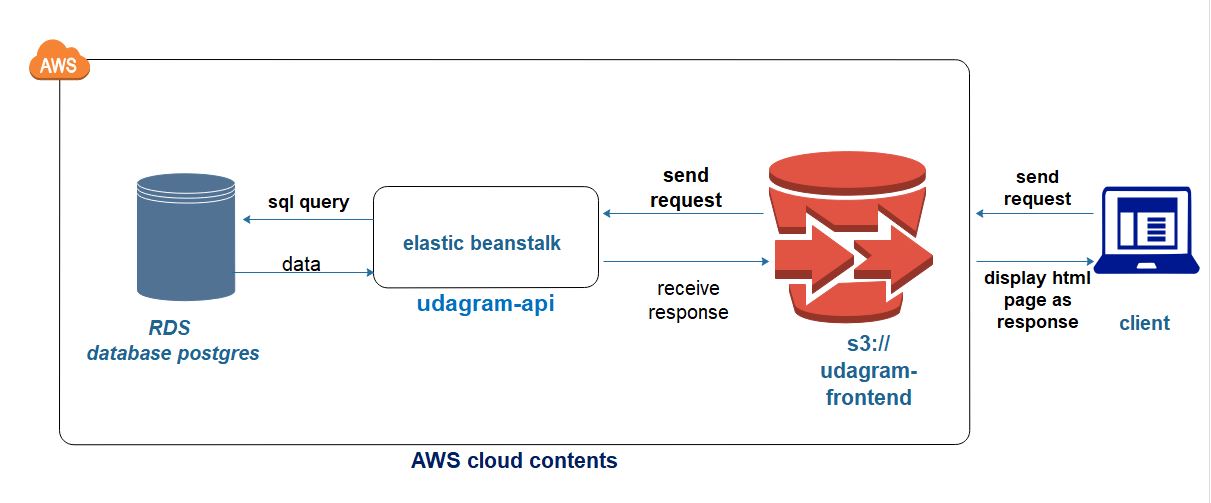 AWS
sql query
data
RDS
database postgres
elastic beanstalk
udagram-api
send
request
receive
response
s3://
udagram-
frontend
send
request
display html
page as
response
client
AWS cloud contents